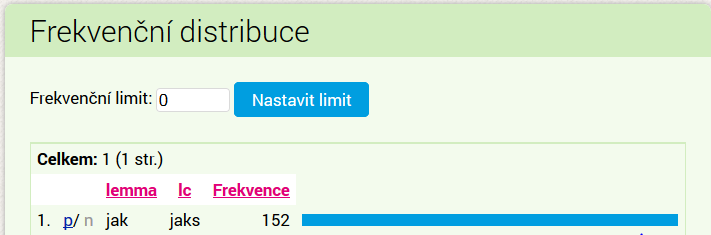 Frekvenční distribuce
Frekvenční limit: 0 Nastavit limit
Celkem: 1 (1 str.)
lemma lc Frekvence
1. p/ n jak jaks 152